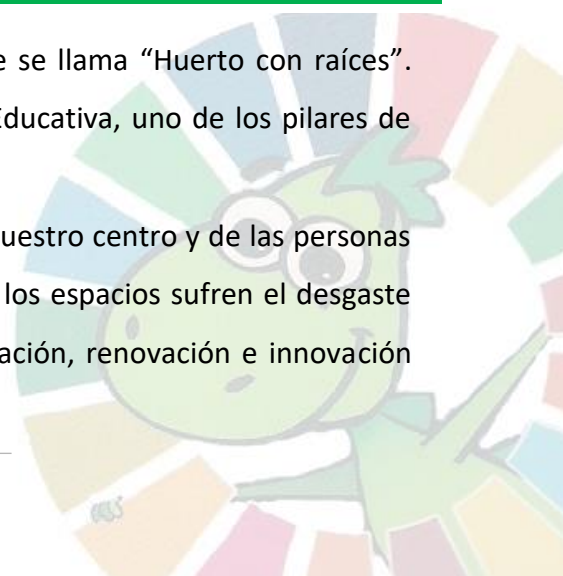 e se llama “Huerto con raíces”.
Educativa, uno de los pilares de
uestro centro y de las personas
los espacios sufren el desgaste
ación, renovación e innovación